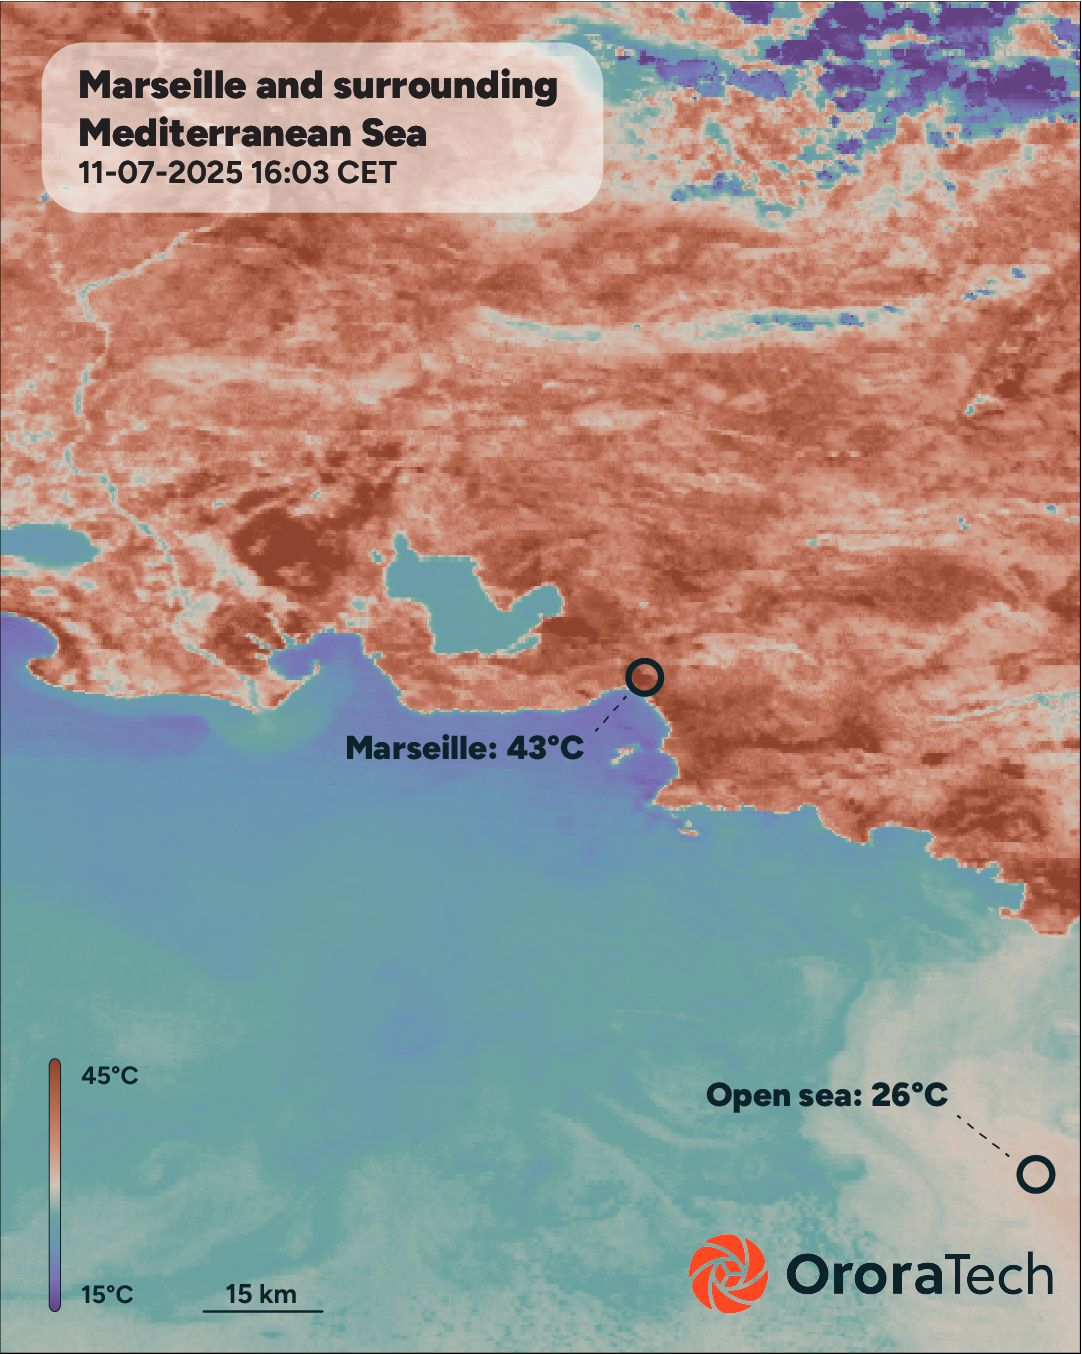 Marseille and surrounding
Mediterranean Sea
11-07-2025 16:03 CET
Marseille: 43°C
45°C
Open sea: 26°C
15°C
15 km
OroraTech